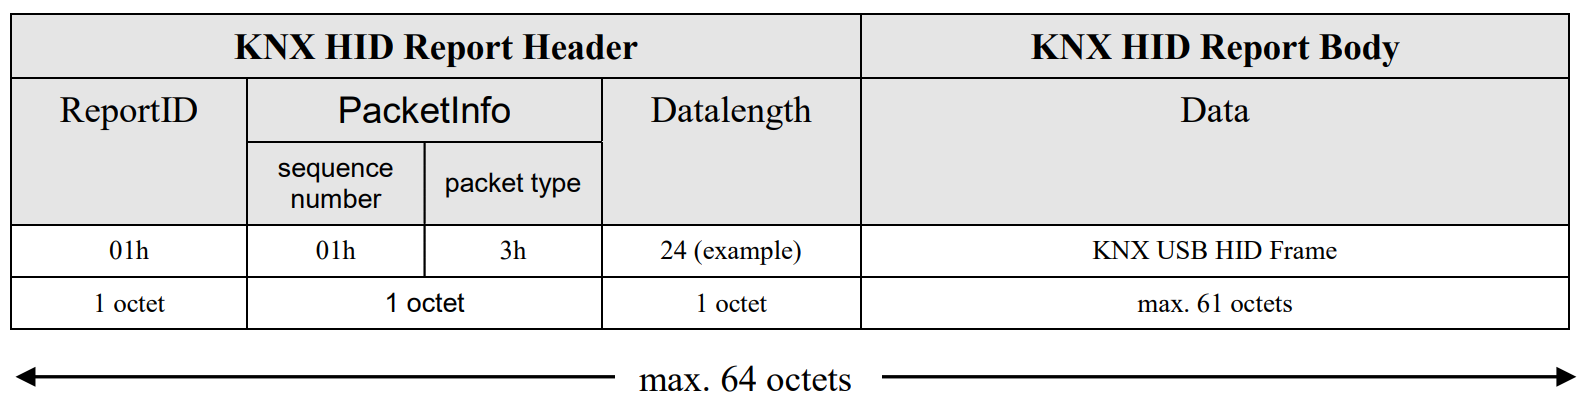 KNX HID Report Header KNX HID Report Body
ReportID PacketInfo Datalength Data
sequence number packet type
01h 01h 3h 24 (example) KNX USB HID Frame
1 octet 1 octet 1 octet max. 61 octets
max. 64 octets